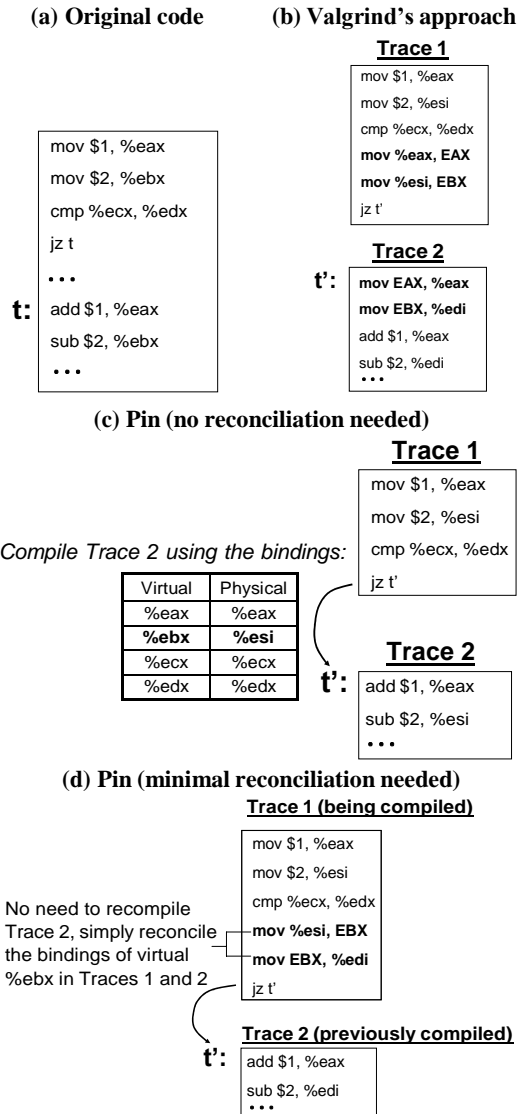 (a) Original code
(b) Valgrind's approach
Trace 1
mov $1, %eax
mov $2, %esi
cmp %ecx, %edx
mov %eax, EAX
mov %esi, EBX
jz t'
mov $1, %eax
mov $2, %ebx
cmp %ecx, %edx
jz t
...
t: add $1, %eax
sub $2, %ebx
...
Trace 2
t': mov EAX, %eax
mov EBX, %edi
add $1, %eax
sub $2, %edi
...
(c) Pin (no reconciliation needed)
Trace 1
mov $1, %eax
mov $2, %esi
cmp %ecx, %edx
jz t'
Compile Trace 2 using the bindings:
Virtual Physical
%eax %eax
%ebx %esi
%ecx %ecx
%edx %edx
Trace 2
t': add $1, %eax
sub $2, %esi
...
(d) Pin (minimal reconciliation needed)
Trace 1 (being compiled)
mov $1, %eax
mov $2, %esi
cmp %ecx, %edx
mov %esi, EBX
mov EBX, %edi
jz t'
No need to recompile
Trace 2, simply reconcile
the bindings of virtual
%ebx in Traces 1 and 2
Trace 2 (previously compiled)
t': add $1, %eax
sub $2, %edi
...